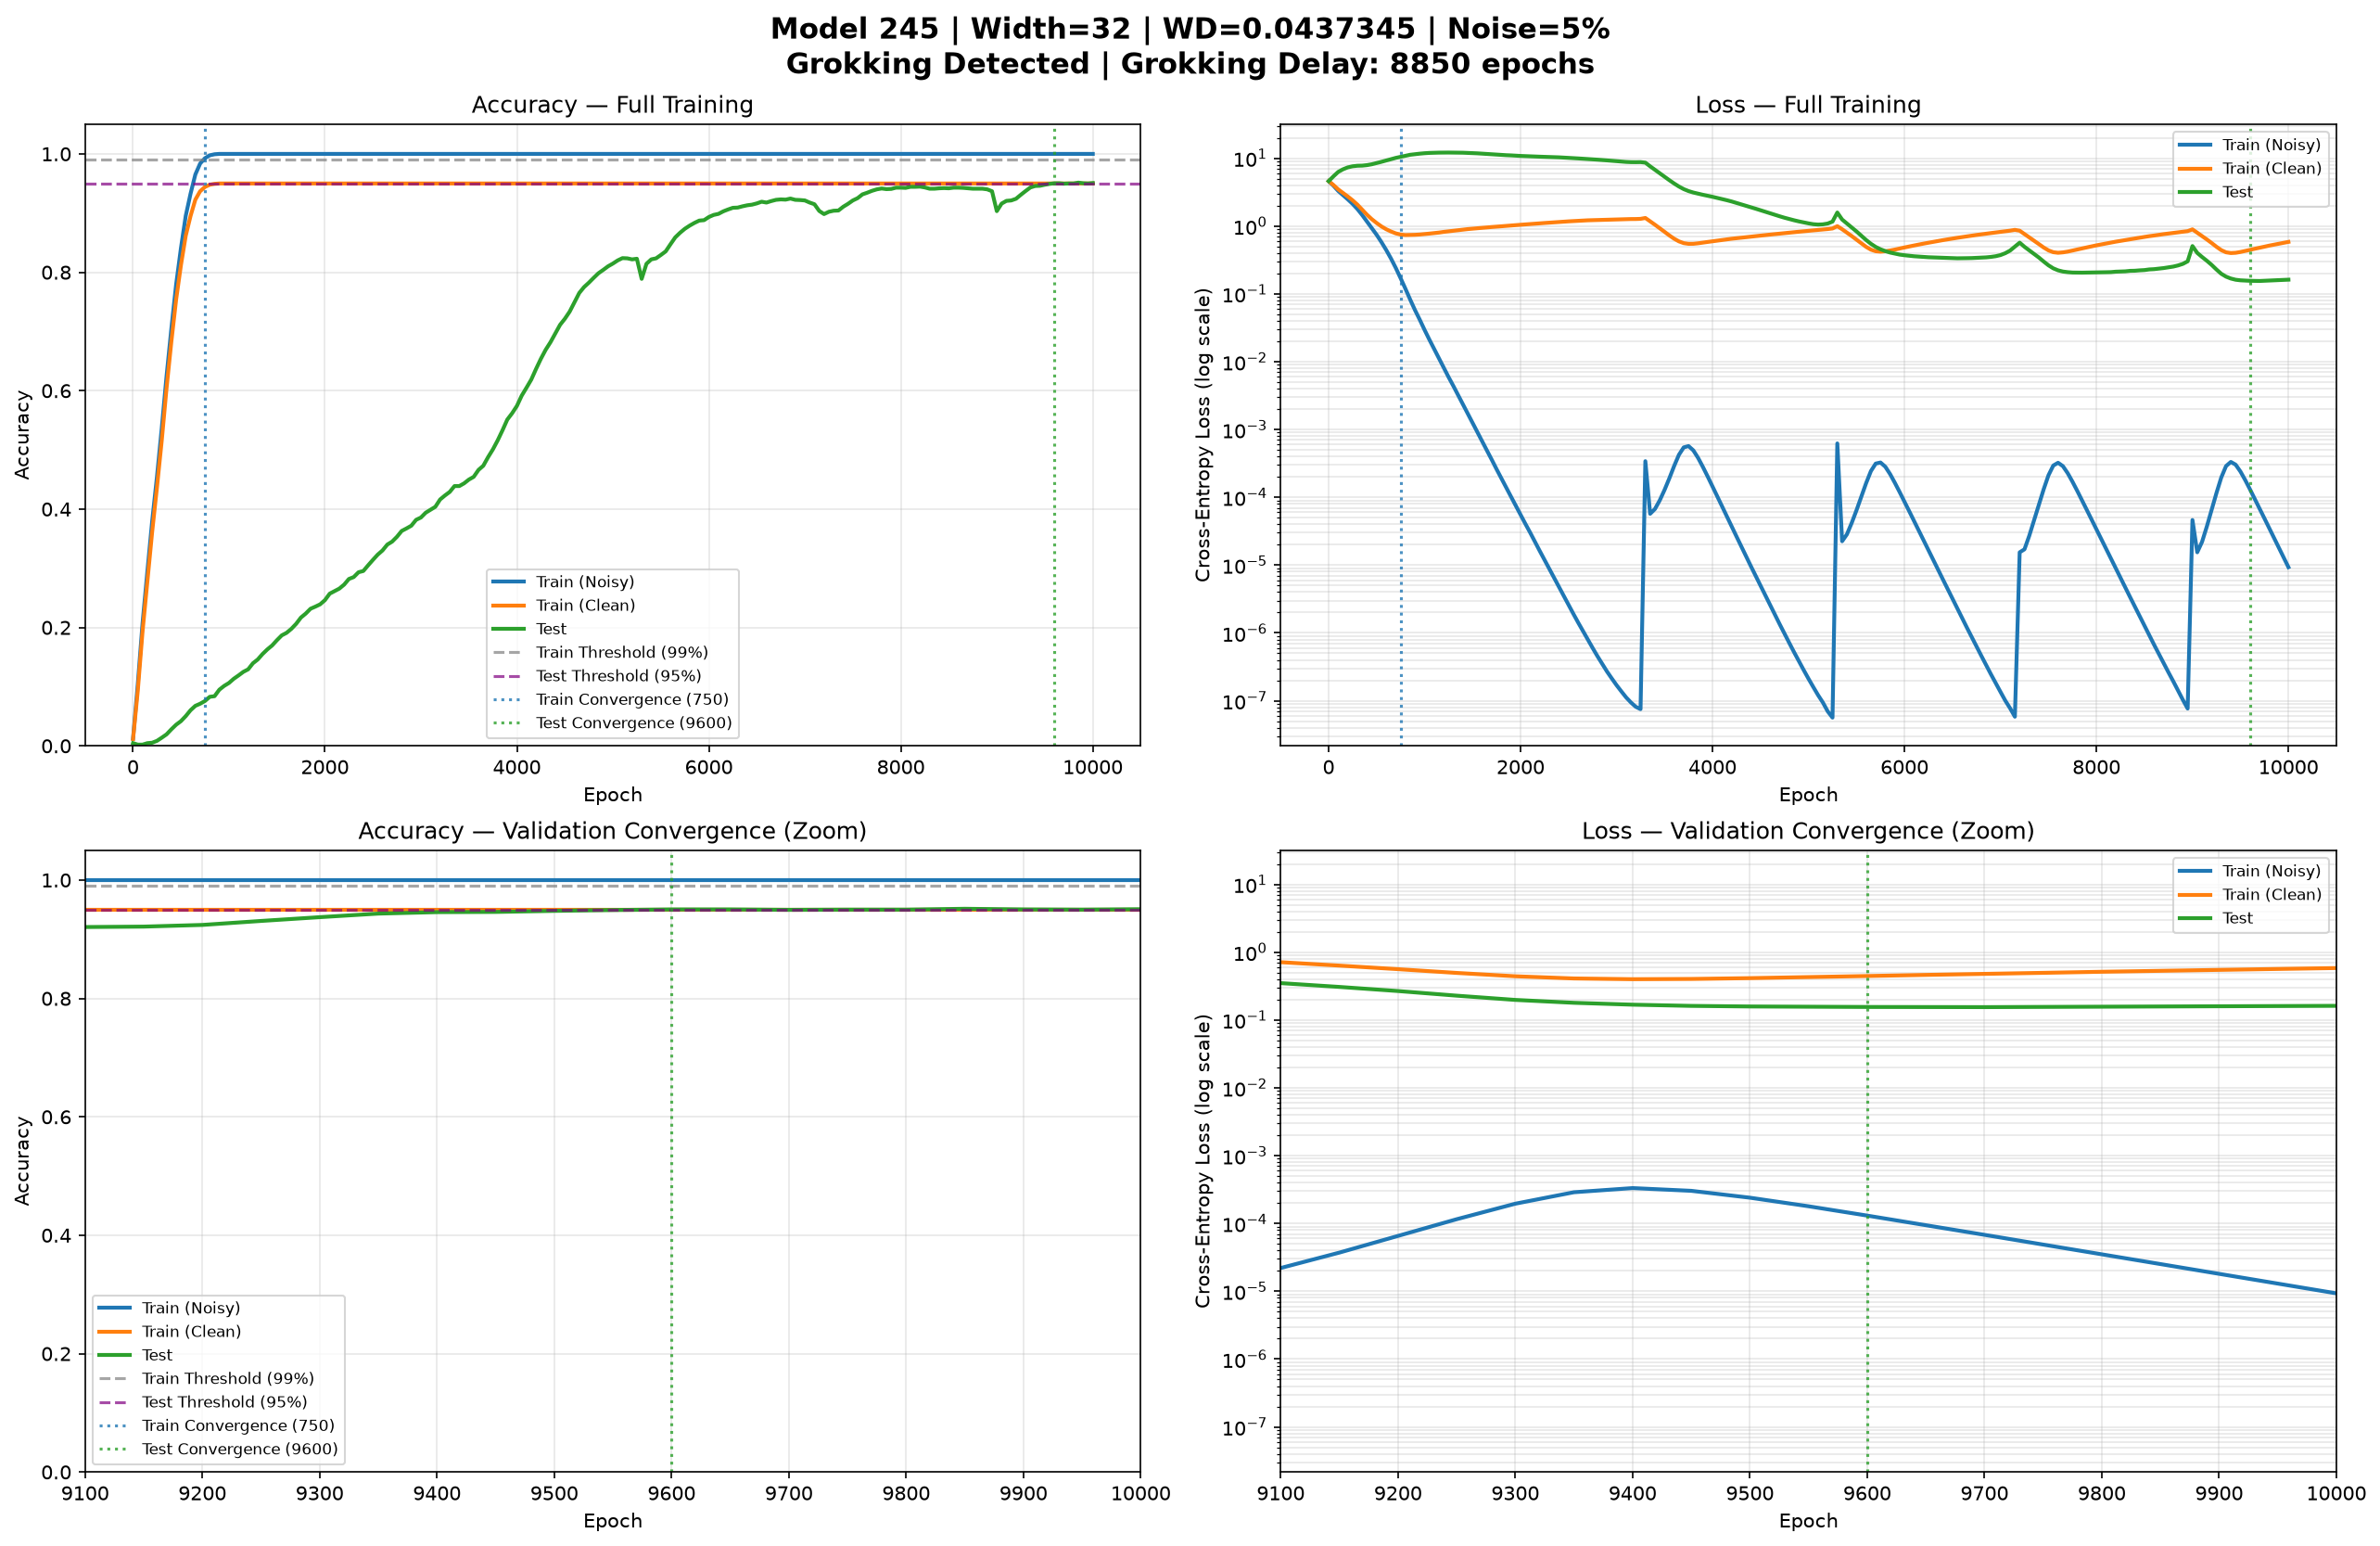 Model 245 | Width=32 | WD=0.0437345 | Noise=5%
Grokking Detected | Grokking Delay: 8850 epochs
Accuracy — Full Training
1.0
0.8
0.6
0.4
0.2
0.0
Accuracy
0 2000 4000 6000 8000 10000
Epoch
Train (Noisy)
Train (Clean)
Test
Train Threshold (99%)
Test Threshold (95%)
Train Convergence (750)
Test Convergence (9600)
Loss — Full Training
10^1
10^0
10^-1
10^-2
10^-3
10^-4
10^-5
10^-6
10^-7
Cross-Entropy Loss (log scale)
0 2000 4000 6000 8000 10000
Epoch
Train (Noisy)
Train (Clean)
Test
Accuracy — Validation Convergence (Zoom)
1.0
0.8
0.6
0.4
0.2
0.0
Accuracy
9100 9200 9300 9400 9500 9600 9700 9800 9900 10000
Epoch
Train (Noisy)
Train (Clean)
Test
Train Threshold (99%)
Test Threshold (95%)
Train Convergence (750)
Test Convergence (9600)
Loss — Validation Convergence (Zoom)
10^1
10^0
10^-1
10^-2
10^-3
10^-4
10^-5
10^-6
10^-7
Cross-Entropy Loss (log scale)
9100 9200 9300 9400 9500 9600 9700 9800 9900 10000
Epoch
Train (Noisy)
Train (Clean)
Test